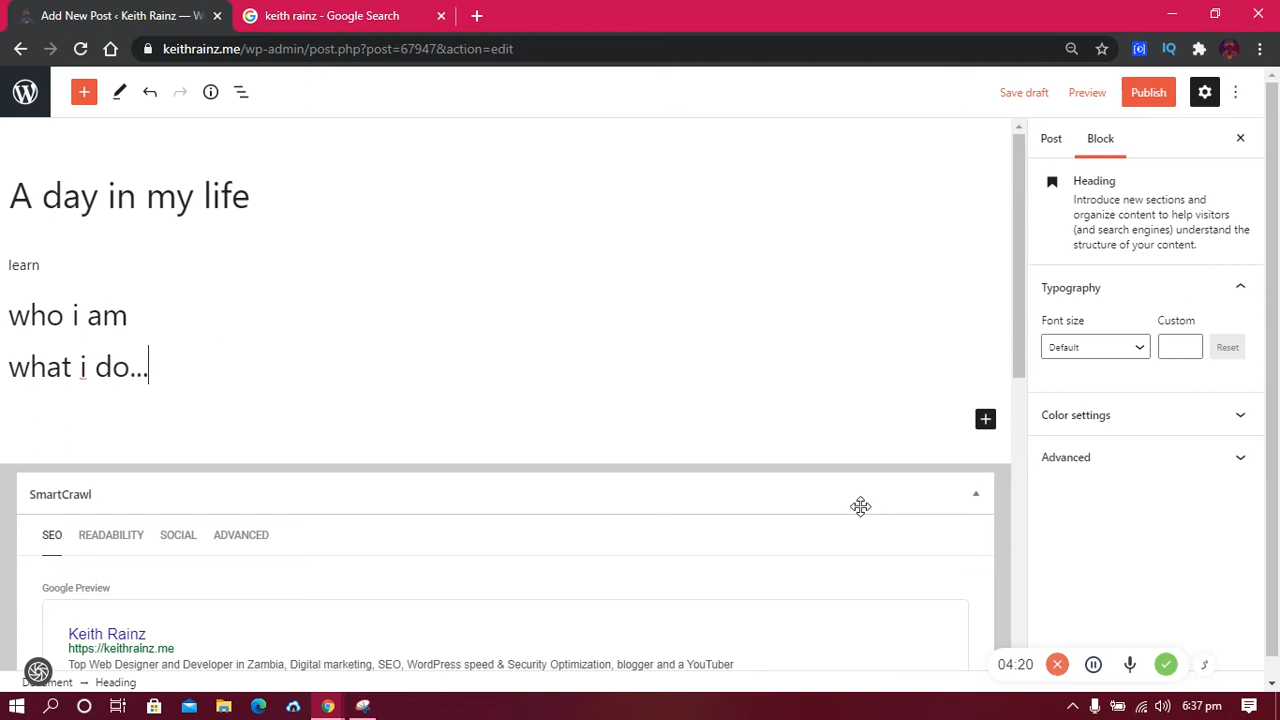 Add New Post ‹ Keith Rainz — W
keith rainz - Google Search
keithrainz.me/wp-admin/post.php?post=67947&action=edit
IQ
Save draft
Preview
Publish
Post
Block
Heading
Introduce new sections and
organize content to help visitors
(and search engines) understand the
structure of your content.
A day in my life
learn
who i am
what i do...
Typography
Font size
Custom
Default
Reset
Color settings
Advanced
SmartCrawl
SEO
READABILITY
SOCIAL
ADVANCED
Google Preview
Keith Rainz
https://keithrainz.me
Top Web Designer and Developer in Zambia, Digital marketing, SEO, WordPress speed & Security Optimization, blogger and a YouTuber
04:20
Document → Heading
6:37 pm